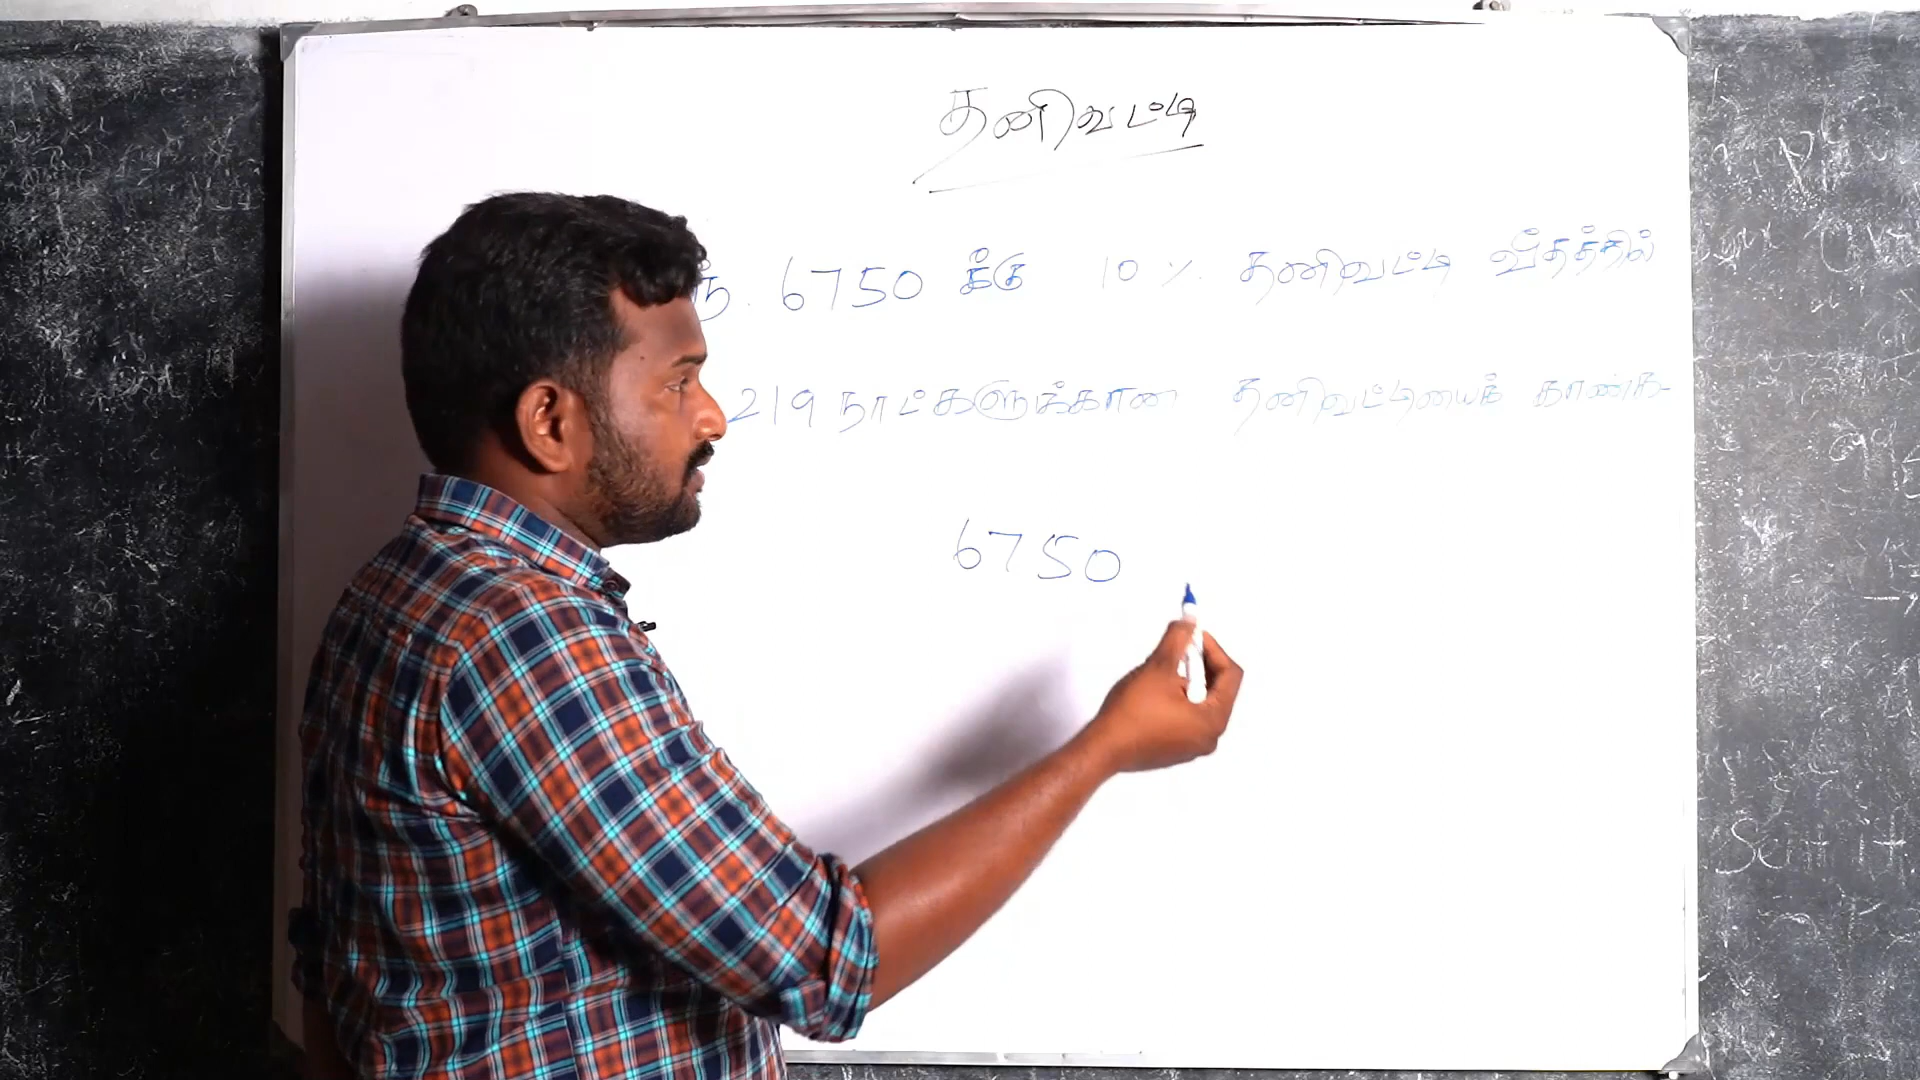 தனிவட்டி
ரூ. 6750 க்கு 10 % தனிவட்டி வீதத்தில்
219 நாட்களுக்கான தனிவட்டியைக் காண்க-
6750